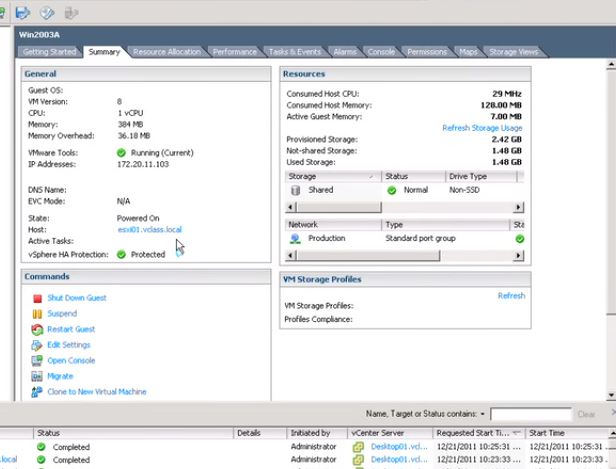 Win2003A
Getting Started Summary Resource Allocation Performance Tasks & Events Alarms Console Permissions Maps Storage Views
General
Guest OS:
VM Version: 8
CPU: 1 vCPU
Memory: 384 MB
Memory Overhead: 36.18 MB
VMware Tools: Running (Current)
IP Addresses: 172.20.11.103
DNS Name:
EVC Mode: N/A
State: Powered On
Host: esxi01.vclass.local
Active Tasks:
vSphere HA Protection: Protected
Commands
Shut Down Guest
Suspend
Restart Guest
Edit Settings
Open Console
Migrate
Clone to New Virtual Machine
Resources
Consumed Host CPU: 29 MHz
Consumed Host Memory: 128.00 MB
Active Guest Memory: 7.00 MB
Refresh Storage Usage
Provisioned Storage: 2.42 GB
Not-shared Storage: 1.48 GB
Used Storage: 1.48 GB
Storage Status Drive Type
Shared Normal Non-SSD
Network Type Sta
Production Standard port group
VM Storage Profiles
Refresh
VM Storage Profiles:
Profiles Compliance:
Name, Target or Status contains: Clear
Status Details Initiated by vCenter Server Requested Start Ti... Start Time
Completed Administrator Desktop01.vcl... 12/21/2011 10:25:31 ... 12/21/2011 10:25:31
.local Completed Administrator Desktop01.vcl... 12/21/2011 10:23:33 ... 12/21/2011 10:23:33